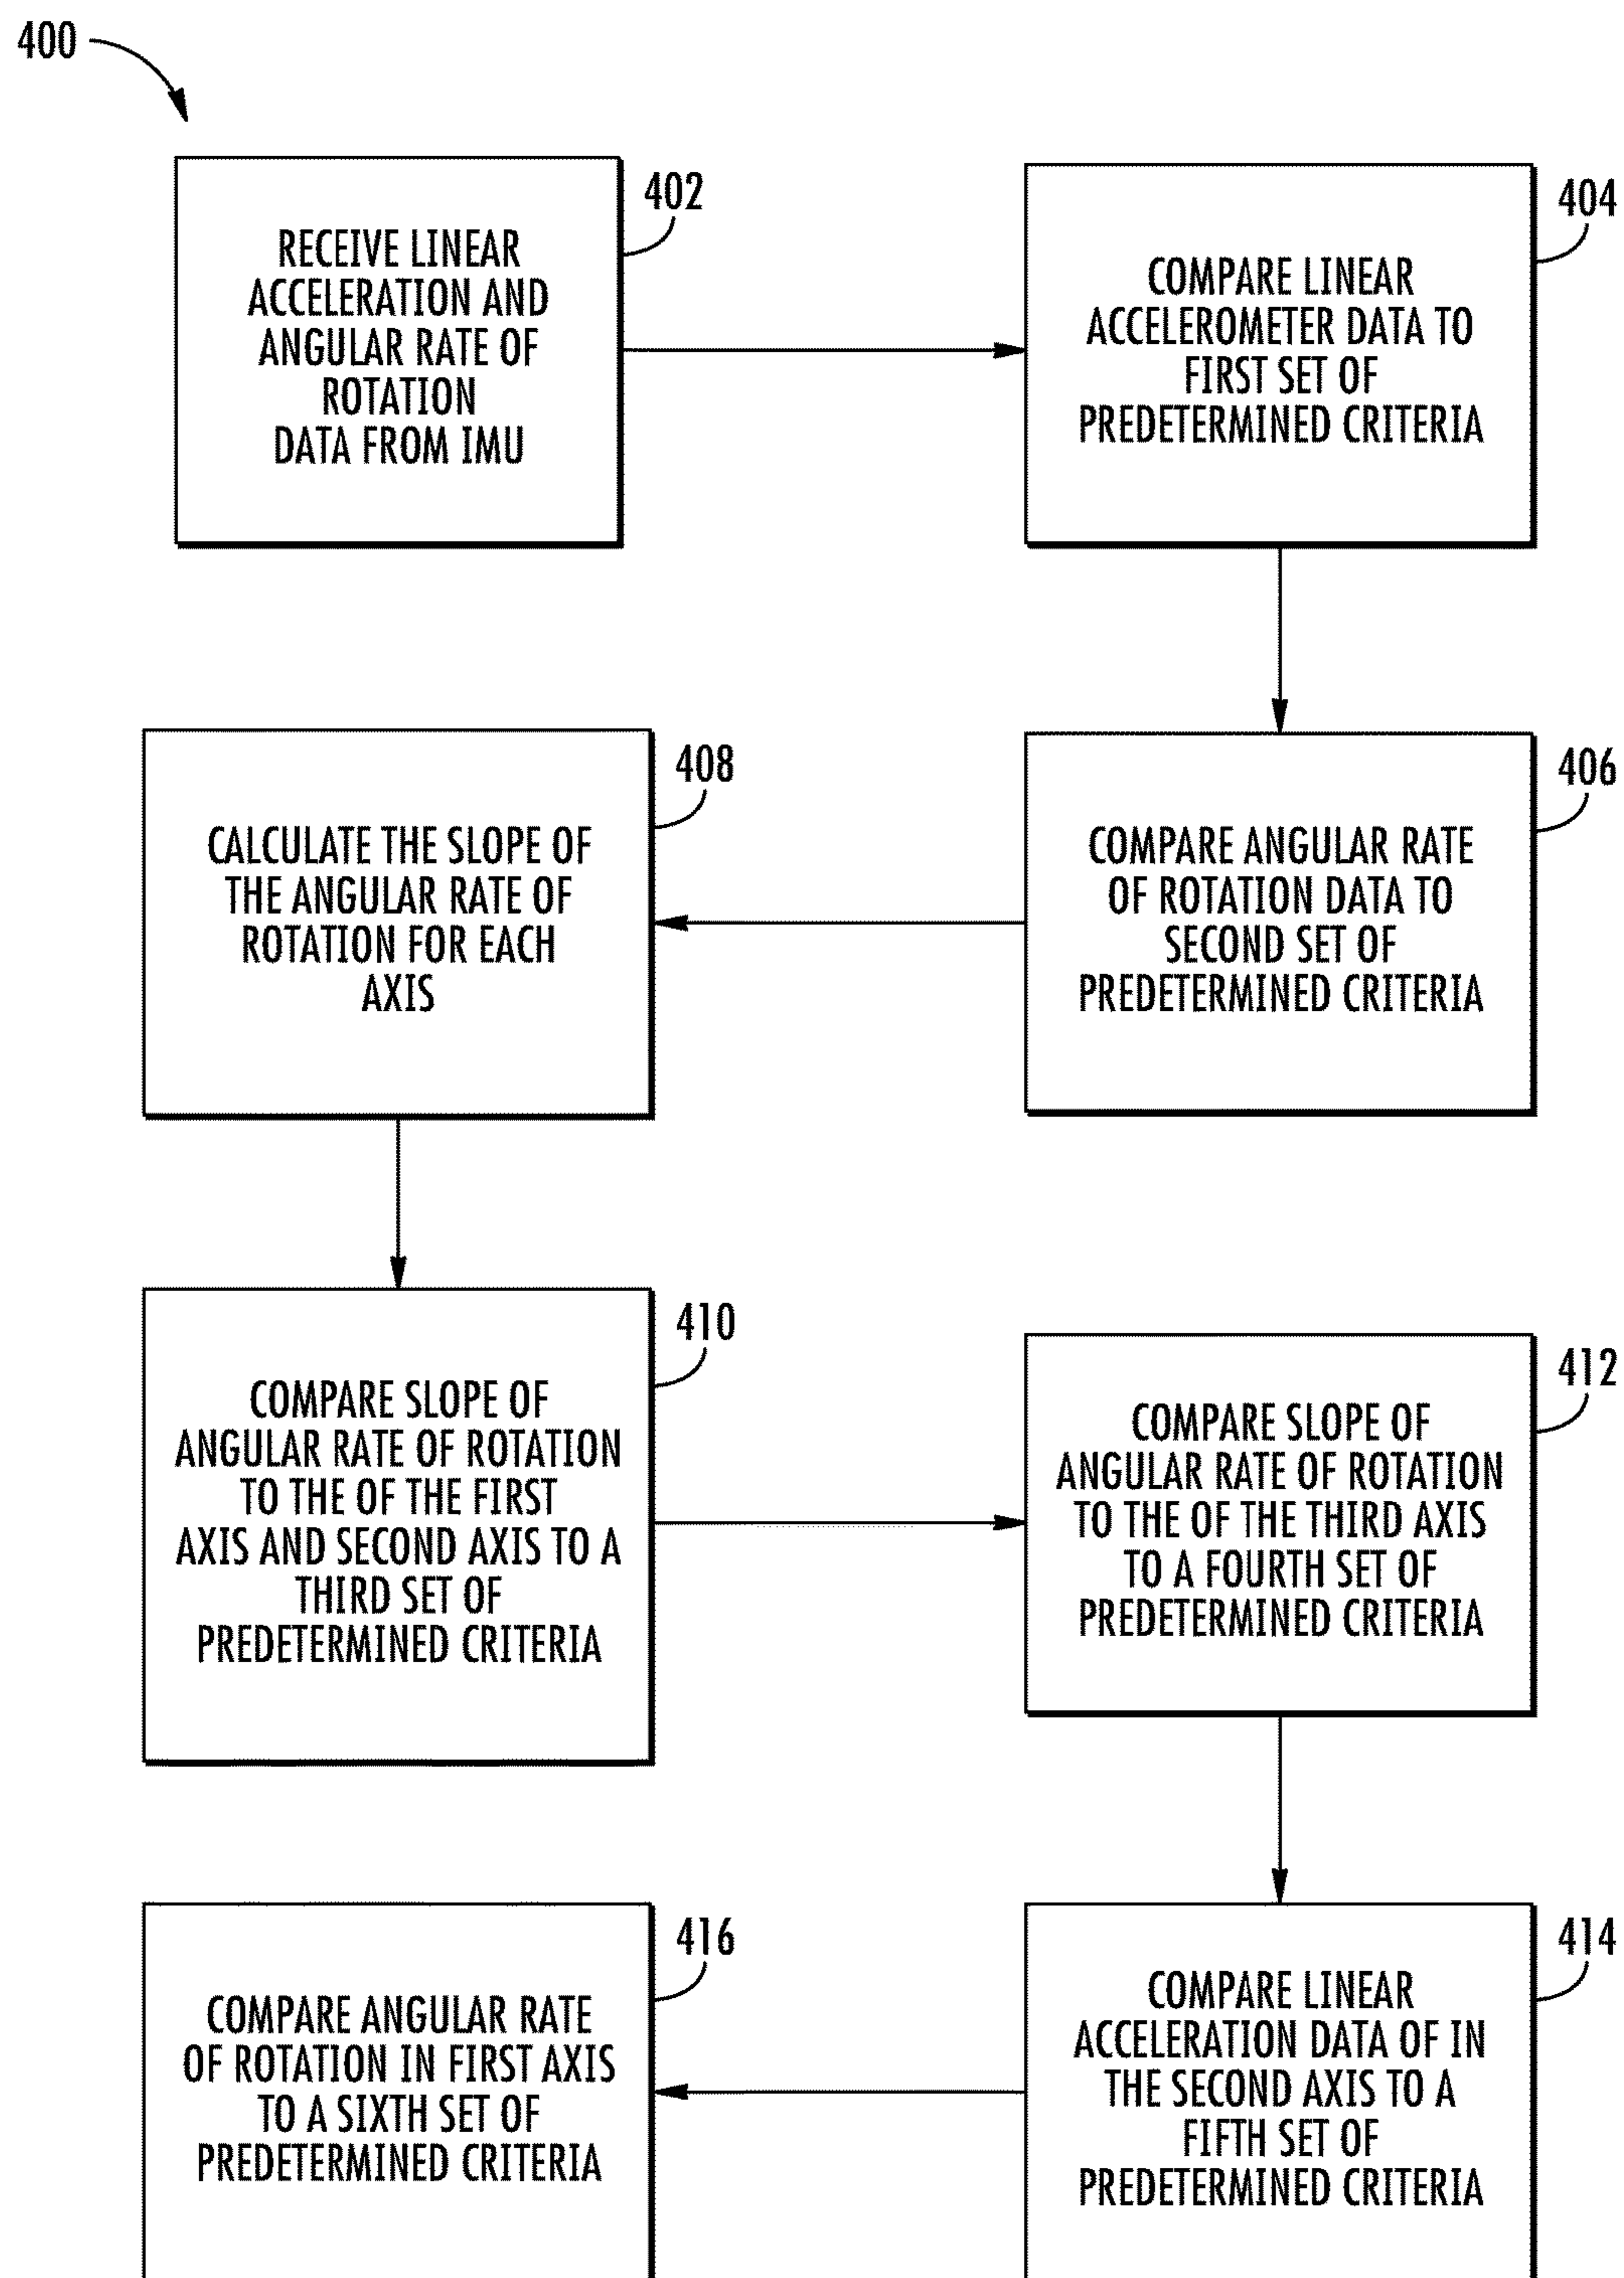 400
402
RECEIVE LINEAR
ACCELERATION AND
ANGULAR RATE OF
ROTATION
DATA FROM IMU
404
COMPARE LINEAR
ACCELEROMETER DATA TO
FIRST SET OF
PREDETERMINED CRITERIA
406
COMPARE ANGULAR RATE
OF ROTATION DATA TO
SECOND SET OF
PREDETERMINED CRITERIA
408
CALCULATE THE SLOPE OF
THE ANGULAR RATE OF
ROTATION FOR EACH
AXIS
410
COMPARE SLOPE OF
ANGULAR RATE OF ROTATION
TO THE OF THE FIRST
AXIS AND SECOND AXIS TO A
THIRD SET OF
PREDETERMINED CRITERIA
412
COMPARE SLOPE OF
ANGULAR RATE OF ROTATION
TO THE OF THE THIRD AXIS
TO A FOURTH SET OF
PREDETERMINED CRITERIA
414
COMPARE LINEAR
ACCELERATION DATA OF IN
THE SECOND AXIS TO A
FIFTH SET OF
PREDETERMINED CRITERIA
416
COMPARE ANGULAR RATE
OF ROTATION IN FIRST AXIS
TO A SIXTH SET OF
PREDETERMINED CRITERIA